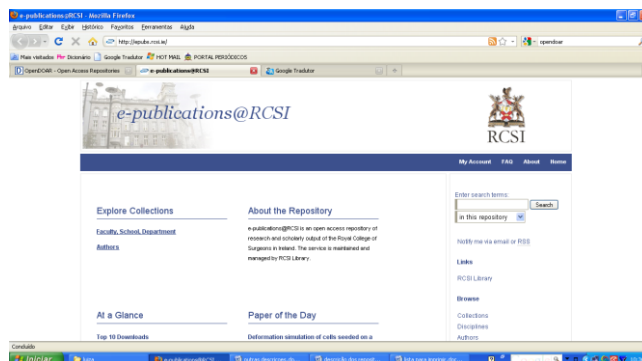 e-publications@RCSI - Mozilla Firefox
Arquivo Editar Exibir Histórico Favoritos Ferramentas Ajuda
http://epubs.rcsi.ie/
opendoar
Mais visitados Dicionário Google Tradutor HOT MAIL PORTAL PERIÓDICOS
OpenDOAR - Open Access Repositories e-publications@RCSI Google Tradutor
e-publications@RCSI
RCSI
My Account FAQ About Home
Explore Collections
Faculty, School, Department
Authors
About the Repository
e-publications@RCSI is an open access repository of
research and scholarly output of the Royal College of
Surgeons in Ireland. The service is maintained and
managed by RCSI Library.
At a Glance
Top 10 Downloads
Paper of the Day
Deformation simulation of cells seeded on a
Enter search terms:
Search
in this repository
Notify me via email or RSS
Links
RCSI Library
Browse
Collections
Disciplines
Authors
Concluído
Iniciar
e-publications@RCSI